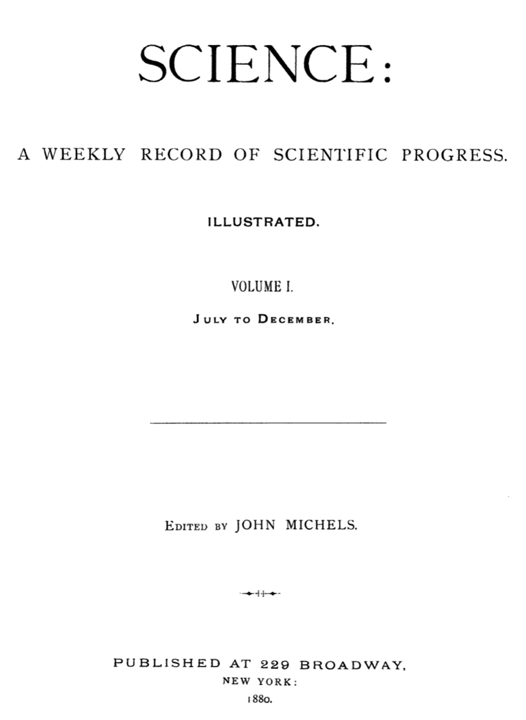 SCIENCE:
A WEEKLY RECORD OF SCIENTIFIC PROGRESS.
ILLUSTRATED.
VOLUME I.
JULY TO DECEMBER.
EDITED BY JOHN MICHELS.
PUBLISHED AT 229 BROADWAY,
NEW YORK:
1880.